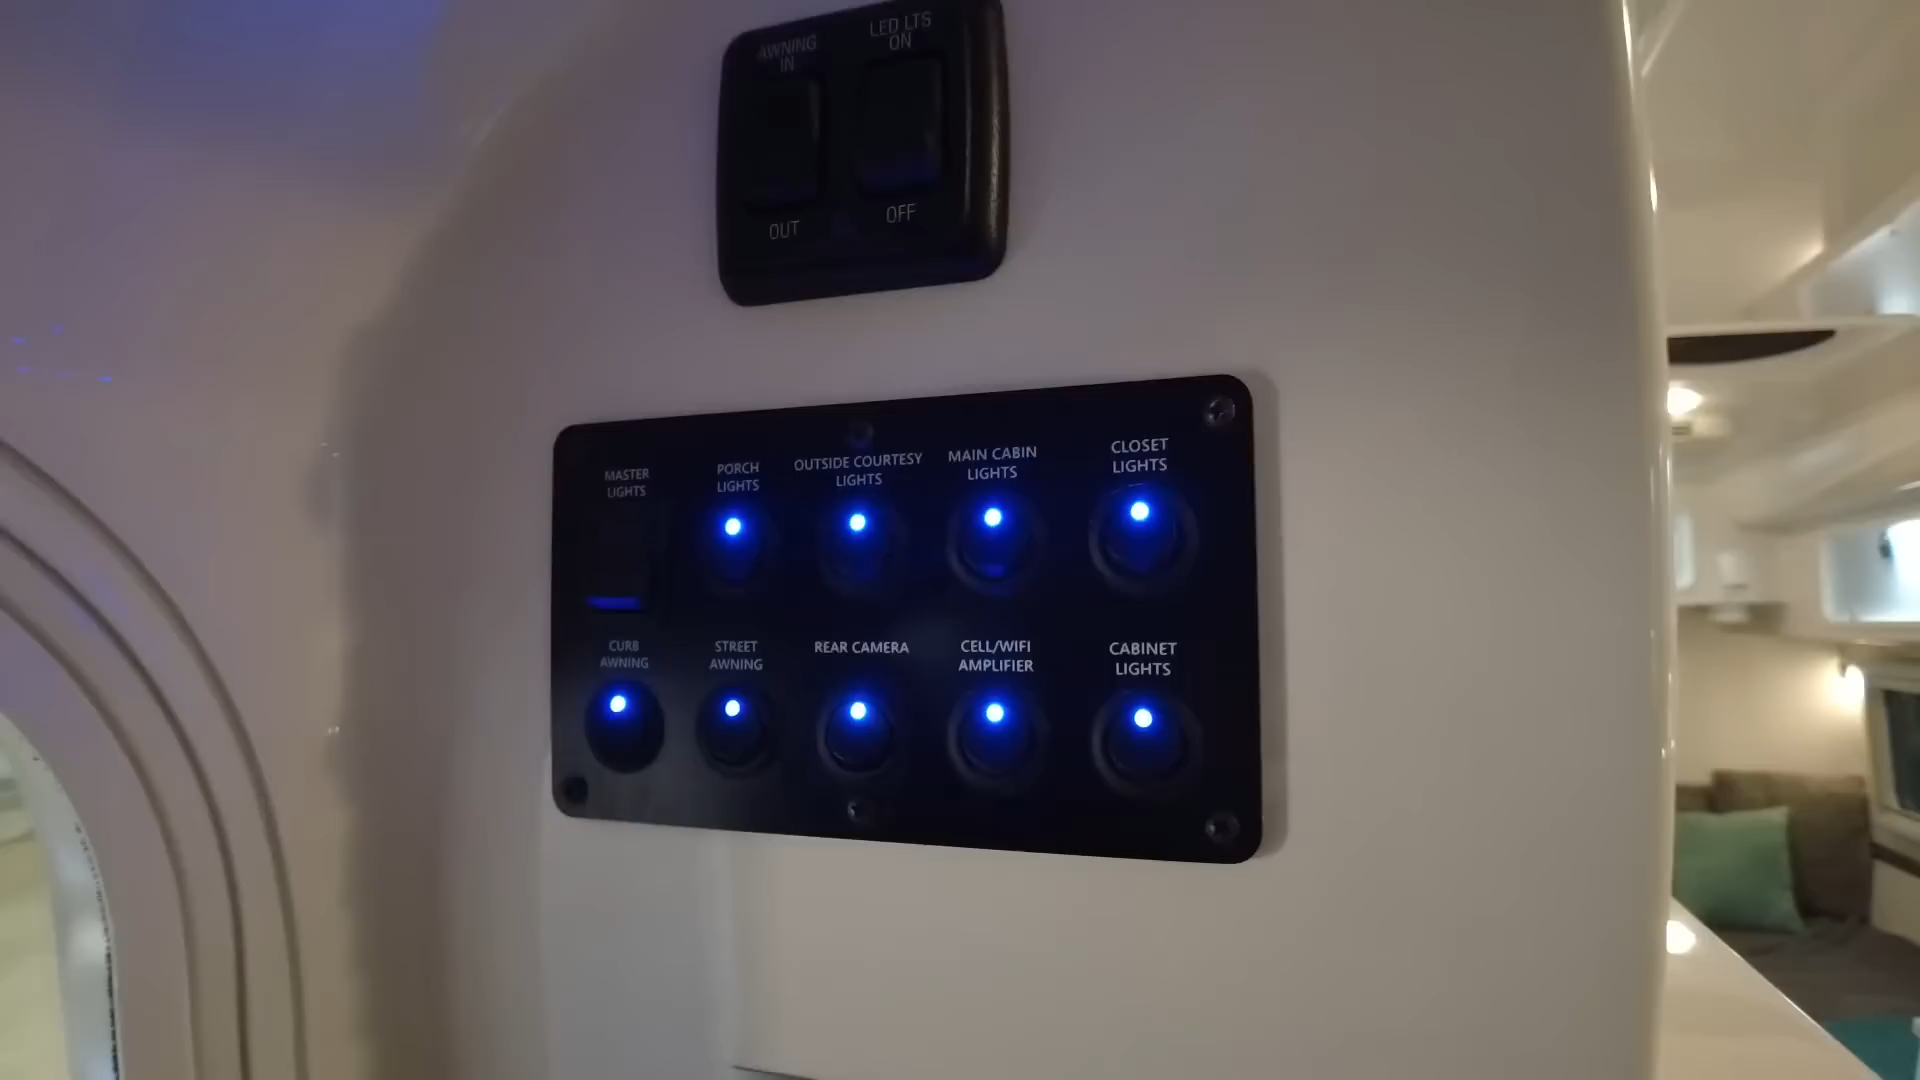 AWNING
IN
LED LTS
ON
OUT
OFF
MASTER
LIGHTS
PORCH
LIGHTS
OUTSIDE COURTESY
LIGHTS
MAIN CABIN
LIGHTS
CLOSET
LIGHTS
CURB
AWNING
STREET
AWNING
REAR CAMERA
CELL/WIFI
AMPLIFIER
CABINET
LIGHTS